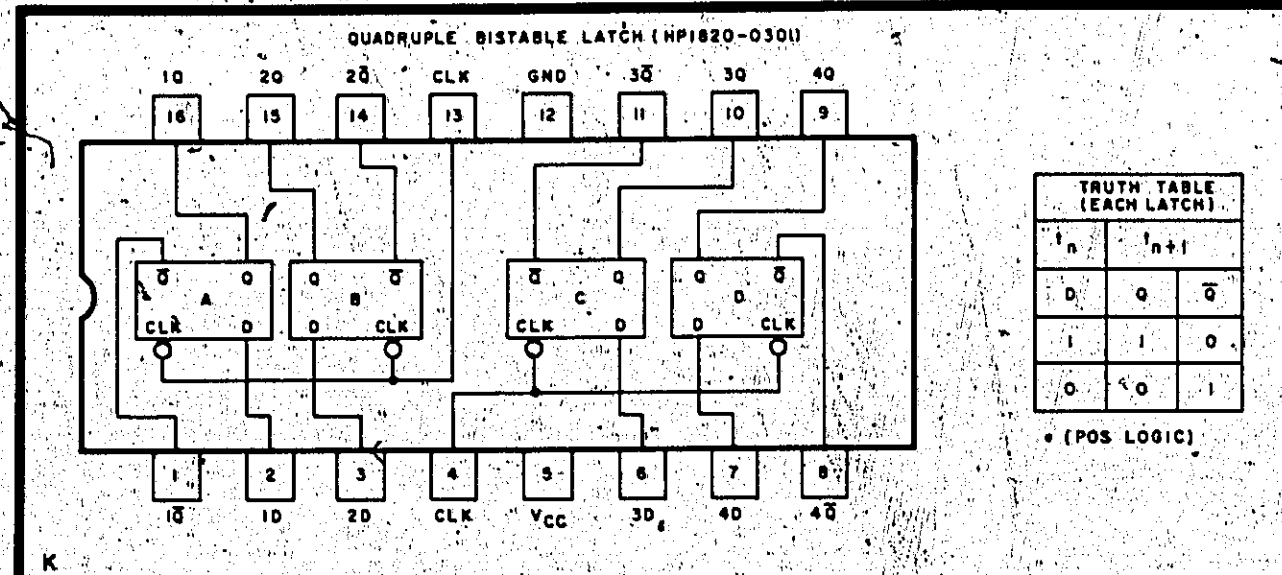 QUADRUPLE BISTABLE LATCH (HP1820-0301)
1Q 2Q 2Q̅ CLK GND 3Q̅ 3Q 4Q
16 15 14 13 12 11 10 9
TRUTH TABLE
(EACH LATCH)
tn tn+1
D Q Q̅
1 1 0
0 0 1
• (POS LOGIC)
Q̅ Q Q Q̅ Q̅ Q Q Q̅
A B C D
CLK D D CLK CLK D D CLK
1 2 3 4 5 6 7 8
1Q̅ 1D 2D CLK VCC 3D 4D 4Q̅
K